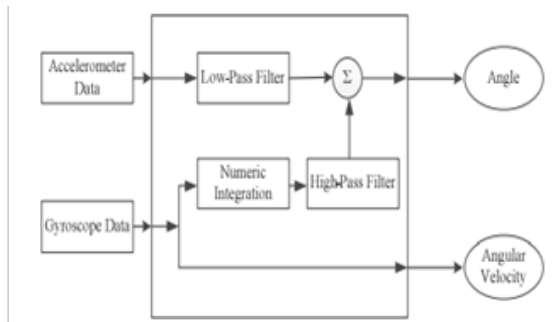 Accelerometer
Data
Low-Pass Filter
Σ
Angle
Numeric
Integration
High-Pass Filter
Gyroscope Data
Angular
Velocity